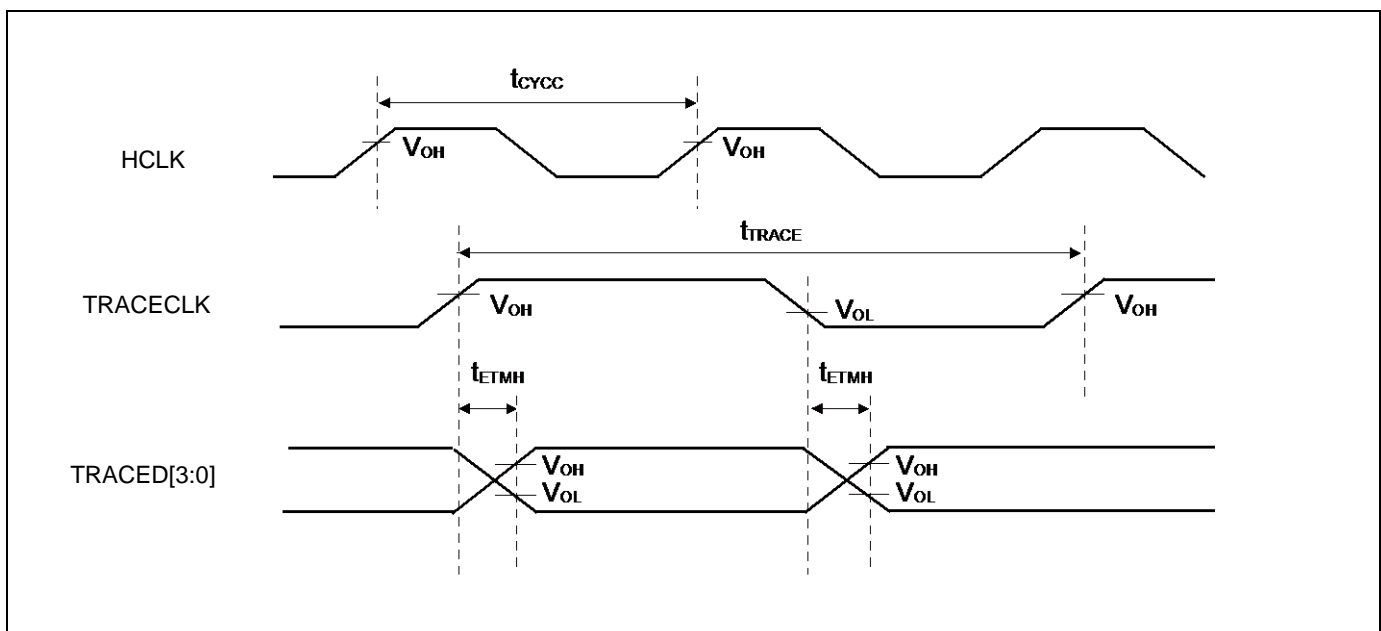 tCYCC
HCLK
VOH
VOH
tTRACE
TRACECLK
VOH
VOL
VOH
tETMH
tETMH
TRACED[3:0]
VOH
VOH
VOL
VOL